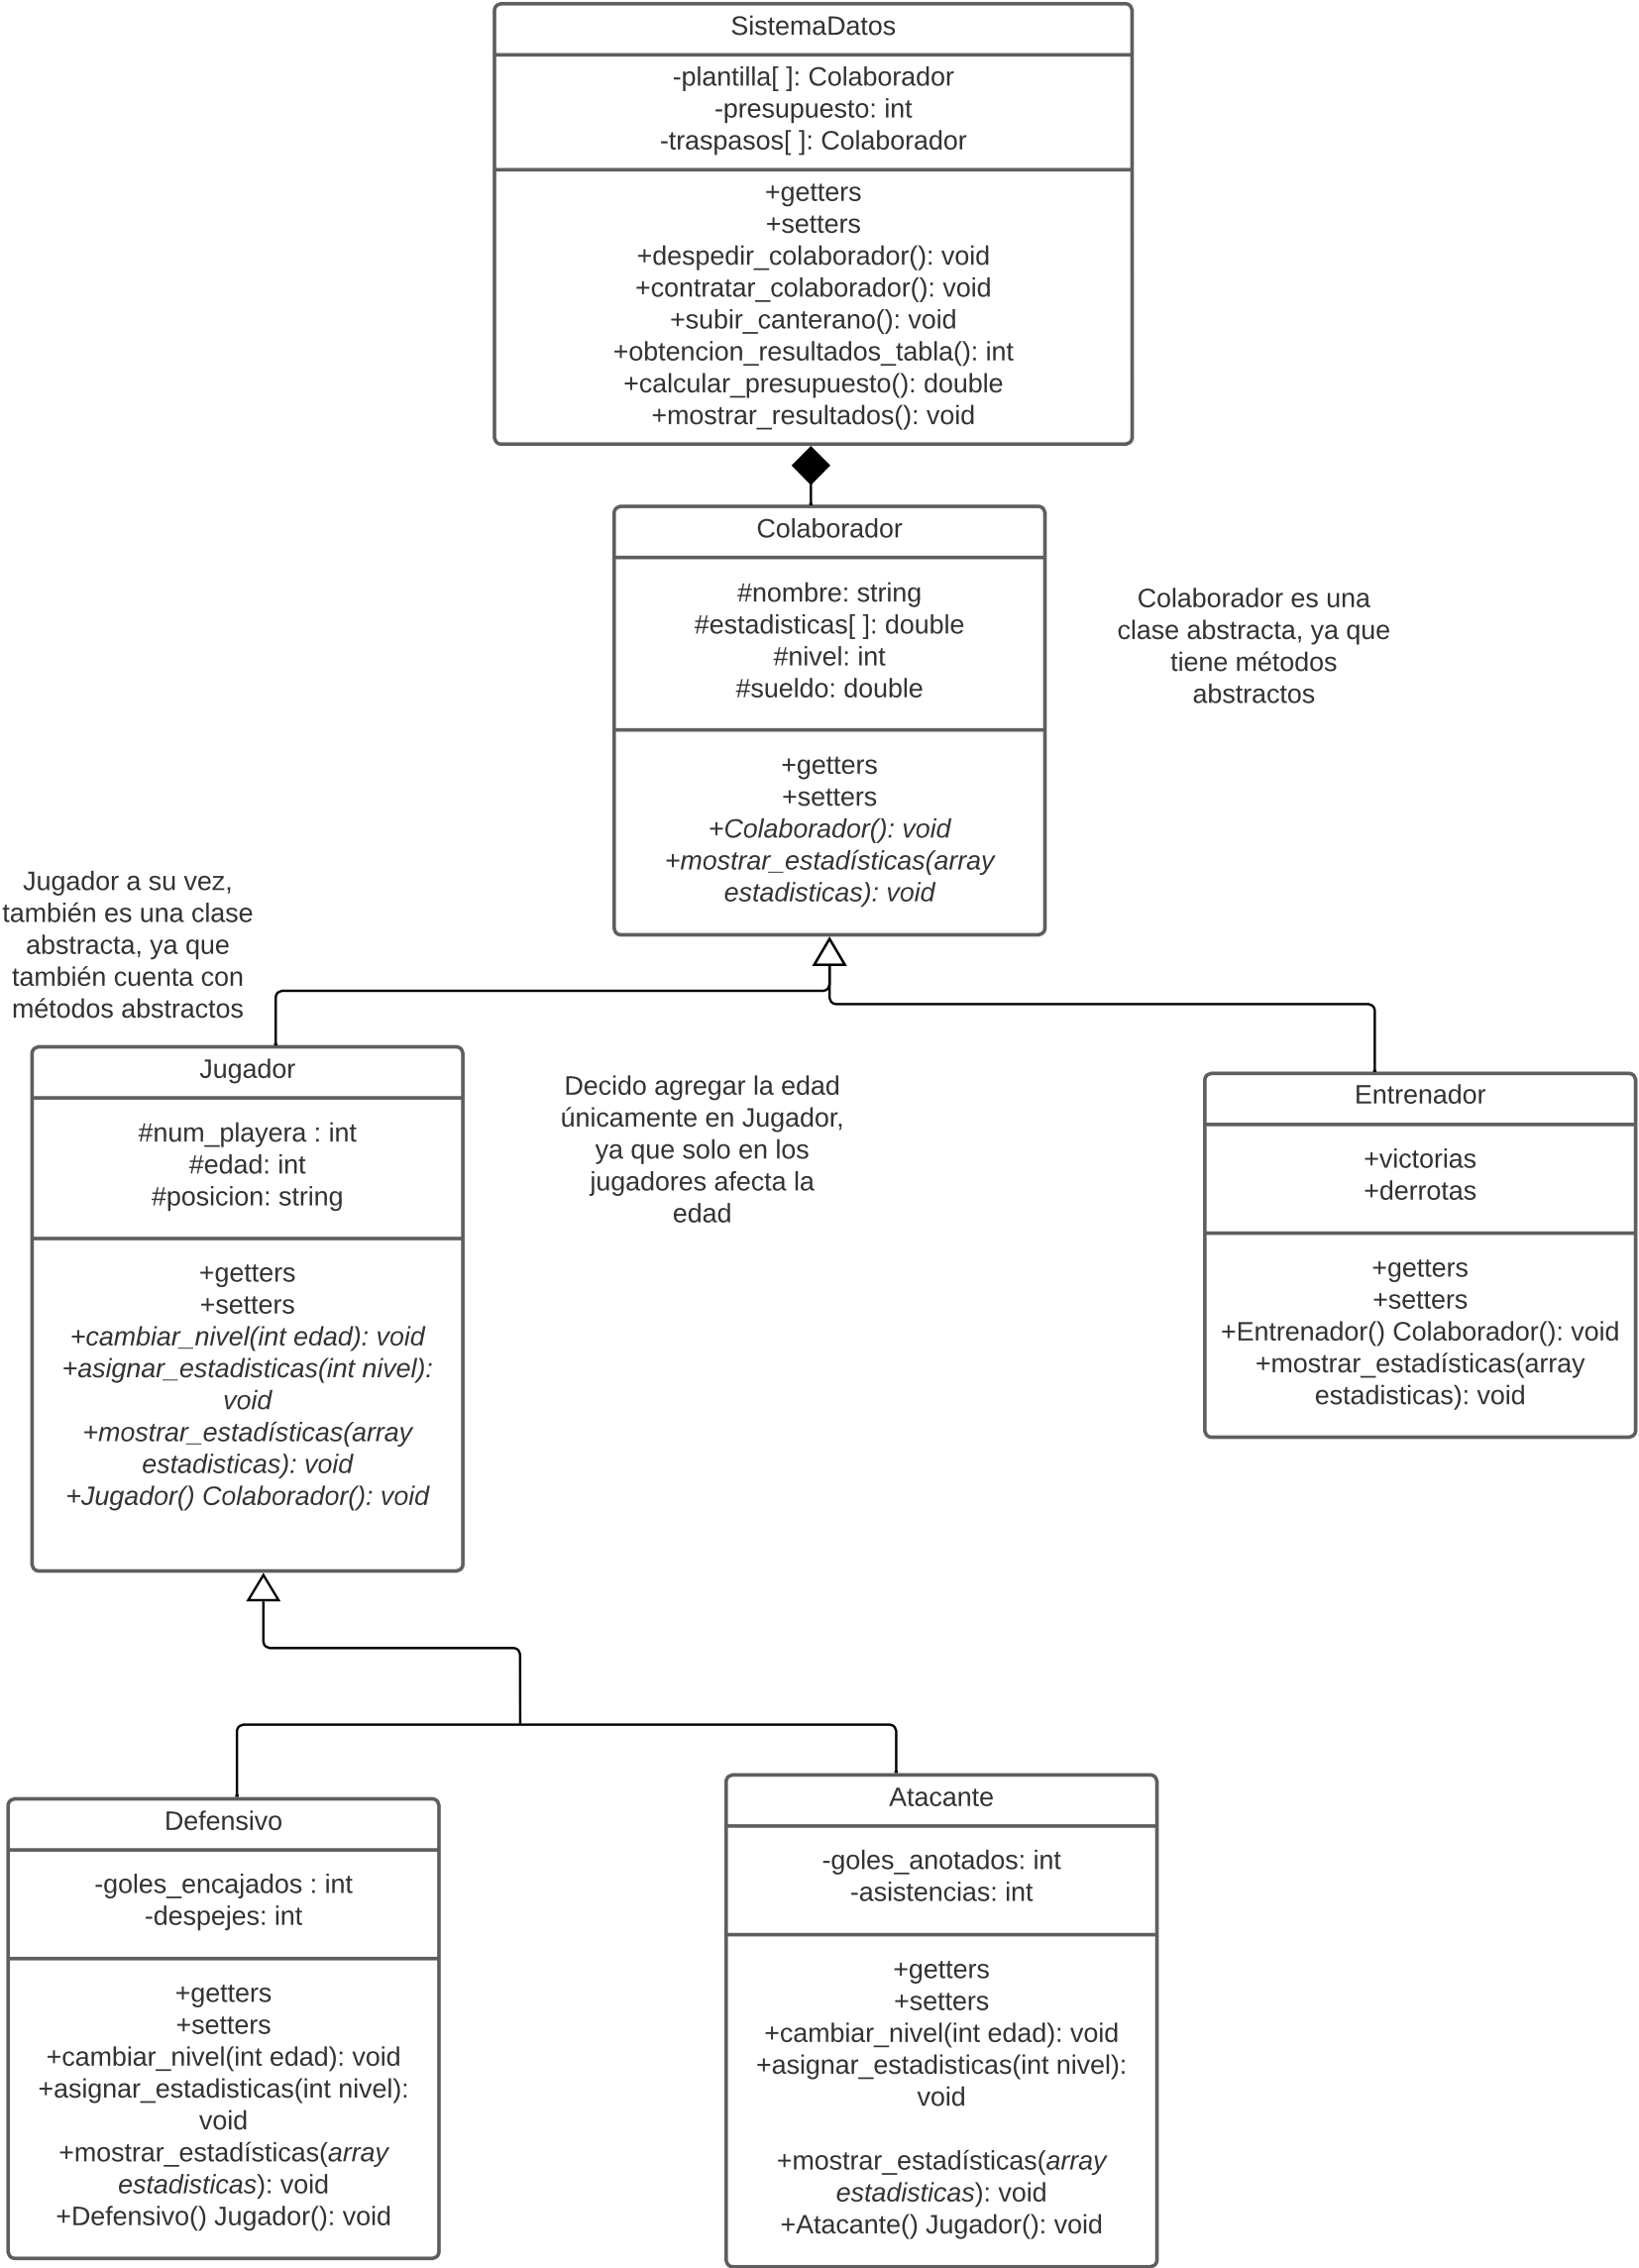 SistemaDatos
-plantilla[ ]: Colaborador
-presupuesto: int
-traspasos[ ]: Colaborador
+getters
+setters
+despedir_colaborador(): void
+contratar_colaborador(): void
+subir_canterano(): void
+obtencion_resultados_tabla(): int
+calcular_presupuesto(): double
+mostrar_resultados(): void
Colaborador
#nombre: string
#estadisticas[ ]: double
#nivel: int
#sueldo: double
+getters
+setters
+Colaborador(): void
+mostrar_estadísticas(array
estadisticas): void
Colaborador es una
clase abstracta, ya que
tiene métodos
abstractos
Jugador a su vez,
también es una clase
abstracta, ya que
también cuenta con
métodos abstractos
Jugador
#num_playera : int
#edad: int
#posicion: string
+getters
+setters
+cambiar_nivel(int edad): void
+asignar_estadisticas(int nivel):
void
+mostrar_estadísticas(array
estadisticas): void
+Jugador() Colaborador(): void
Decido agregar la edad
únicamente en Jugador,
ya que solo en los
jugadores afecta la
edad
Entrenador
+victorias
+derrotas
+getters
+setters
+Entrenador() Colaborador(): void
+mostrar_estadísticas(array
estadisticas): void
Defensivo
-goles_encajados : int
-despejes: int
+getters
+setters
+cambiar_nivel(int edad): void
+asignar_estadisticas(int nivel):
void
+mostrar_estadísticas(array
estadisticas): void
+Defensivo() Jugador(): void
Atacante
-goles_anotados: int
-asistencias: int
+getters
+setters
+cambiar_nivel(int edad): void
+asignar_estadisticas(int nivel):
void
+mostrar_estadísticas(array
estadisticas): void
+Atacante() Jugador(): void